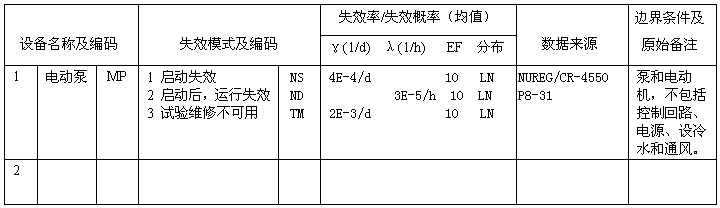 失效率/失效概率（均值）
边界条件及
设备名称及编码 失效模式及编码 γ(1/d) λ(1/h) EF 分布 数据来源 原始备注
1 电动泵 MP 1 启动失效 NS 4E-4/d 10 LN NUREG/CR-4550 泵和电动
2 启动后，运行失效 ND 3E-5/h 10 LN P8-31 机，不包括
3 试验维修不可用 TM 2E-3/d 10 LN 控制回路、
电源、设冷
水和通风。
2